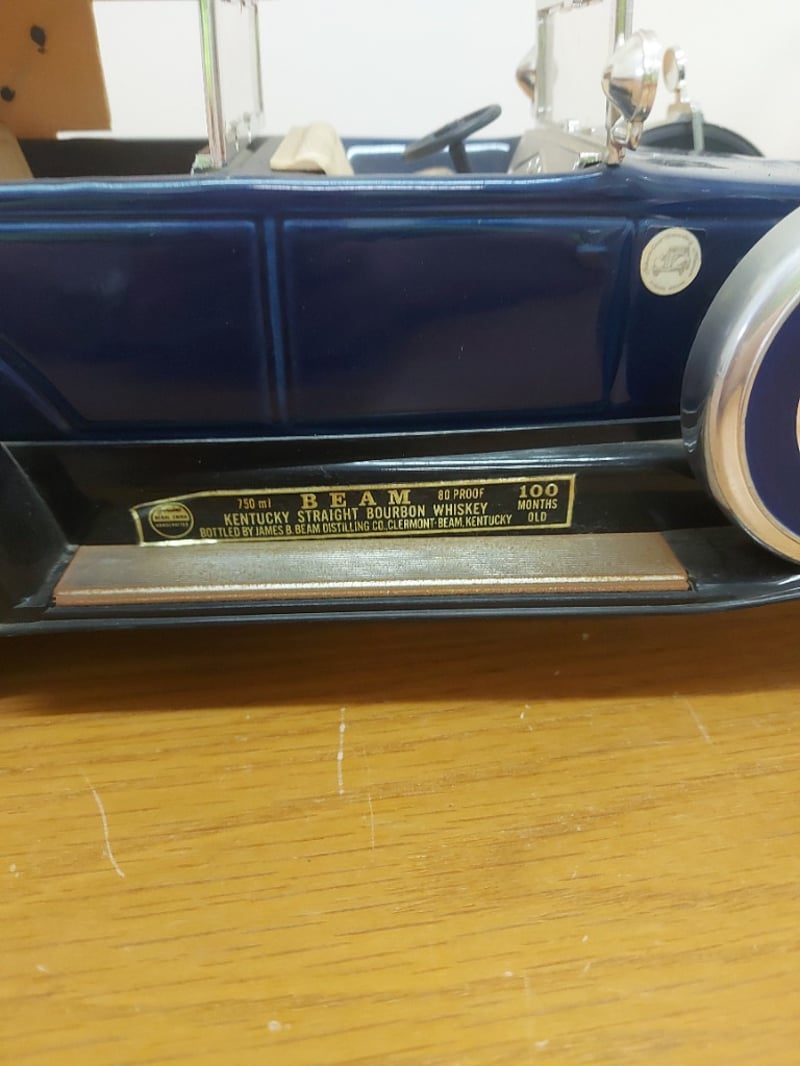 750 ml BEAM 80 PROOF 100
KENTUCKY STRAIGHT BOURBON WHISKEY MONTHS
BOTTLED BY JAMES B. BEAM DISTILLING CO., CLERMONT-BEAM, KENTUCKY OLD